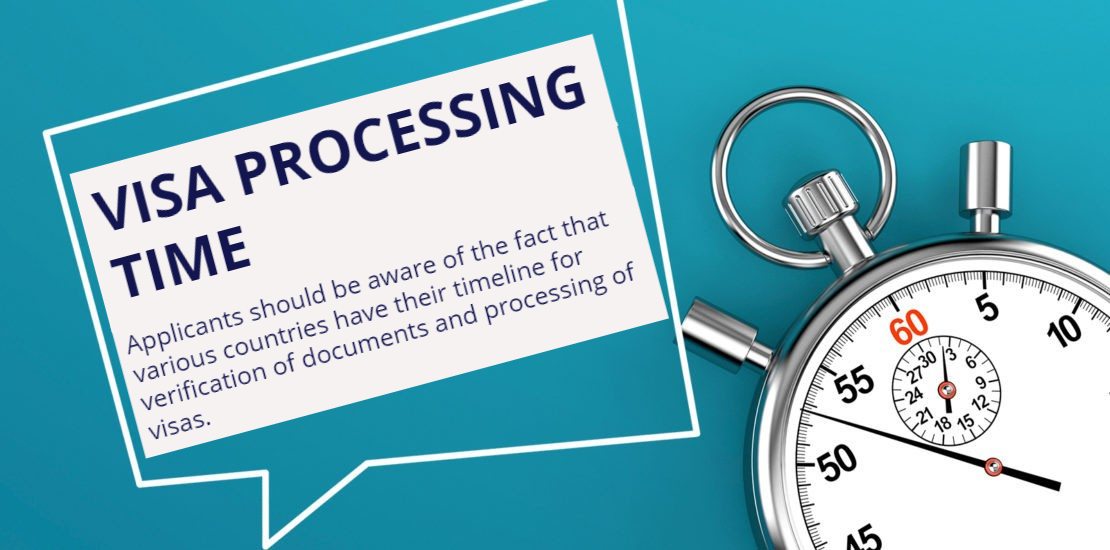 VISA PROCESSING
TIME
Applicants should be aware of the fact that
various countries have their timeline for
verification of documents and processing of
visas.
60
5
10
55
50
45
30
3
6
9
12
15
18
21
24
27